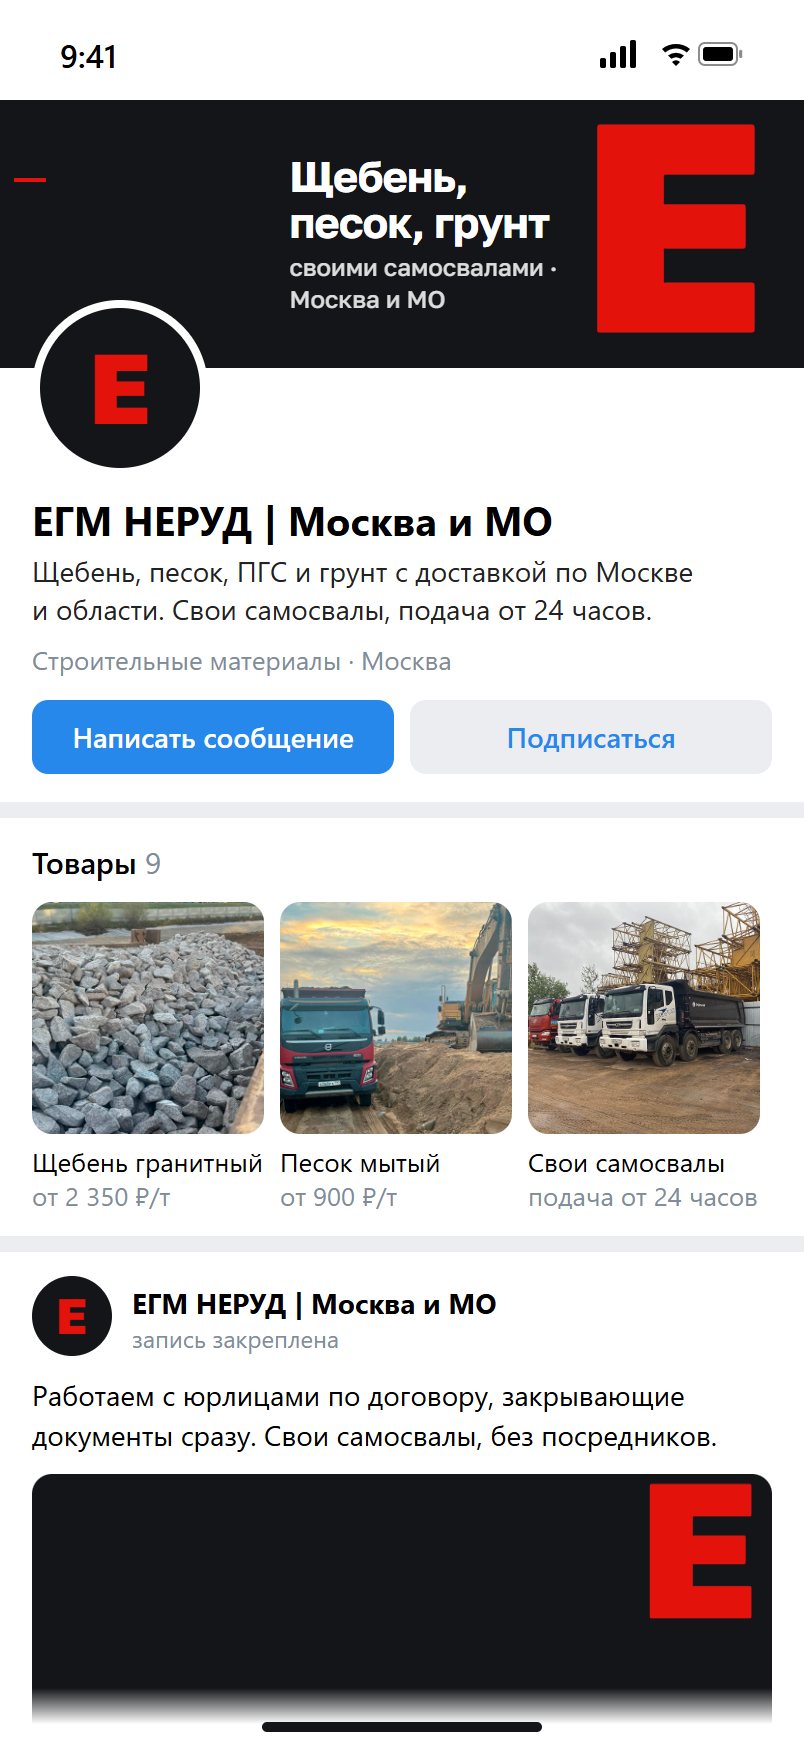 9:41
Щебень,
песок, грунт
своими самосвалами ·
Москва и МО
E
E
ЕГМ НЕРУД | Москва и МО
Щебень, песок, ПГС и грунт с доставкой по Москве
и области. Свои самосвалы, подача от 24 часов.
Строительные материалы · Москва
Написать сообщение
Подписаться
Товары 9
Щебень гранитный
от 2 350 ₽/т
Песок мытый
от 900 ₽/т
Свои самосвалы
подача от 24 часов
E
ЕГМ НЕРУД | Москва и МО
запись закреплена
Работаем с юрлицами по договору, закрывающие
документы сразу. Свои самосвалы, без посредников.
E